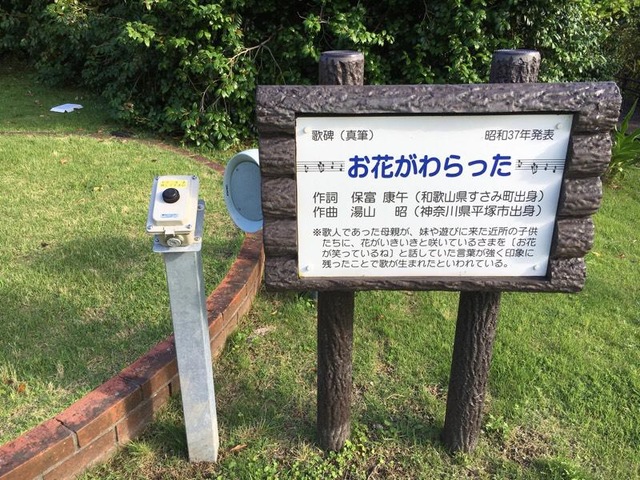 歌碑（真筆） 昭和37年発表
お花がわらった
作詞 保富 康午（和歌山県すさみ町出身）
作曲 湯山 昭（神奈川県平塚市出身）
※歌人であった母親が、妹や遊びに来た近所の子供
たちに、花がいきいきと咲いているさまを［お花
が笑っているね］と話していた言葉が強く印象に
残ったことで歌が生まれたといわれている。